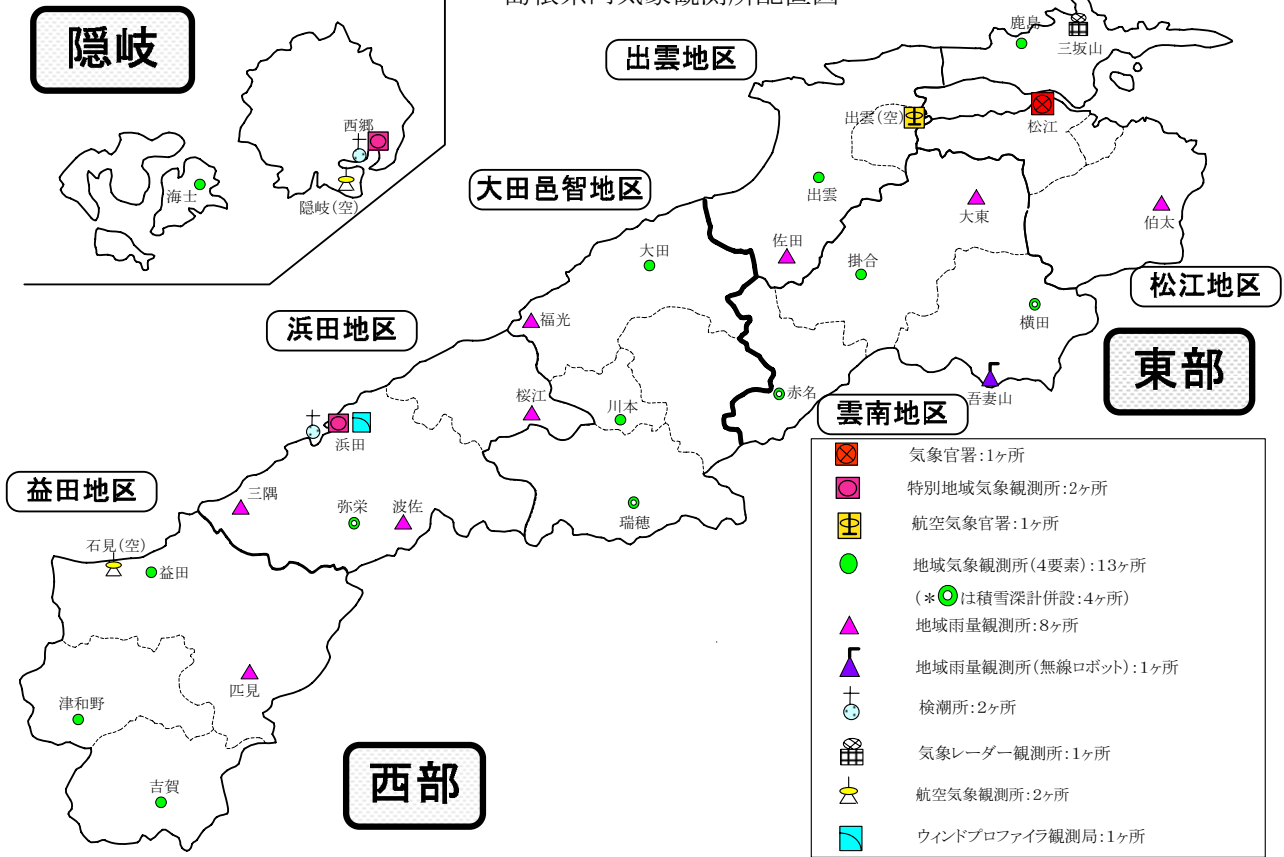 島根県内気象観測所配置図
隠岐
西郷
海士
隠岐(空)
出雲地区
鹿島
三坂山
出雲(空)
松江
出雲
大東
伯太
佐田
掛合
横田
松江地区
東部
吾妻山
赤名
雲南地区
大田邑智地区
大田
福光
桜江
川本
瑞穂
浜田地区
浜田
三隅
弥栄
波佐
益田地区
石見(空)
益田
匹見
津和野
吉賀
西部
気象官署:1ヶ所
特別地域気象観測所:2ヶ所
航空気象官署:1ヶ所
地域気象観測所(4要素):13ヶ所
(*は積雪深計併設:4ヶ所)
地域雨量観測所:8ヶ所
地域雨量観測所(無線ロボット):1ヶ所
検潮所:2ヶ所
気象レーダー観測所:1ヶ所
航空気象観測所:2ヶ所
ウィンドプロファイラ観測局:1ヶ所